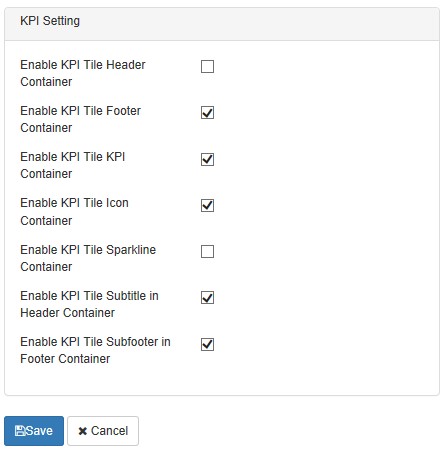 KPI Setting
Enable KPI Tile Header
Container
Enable KPI Tile Footer
Container
Enable KPI Tile KPI
Container
Enable KPI Tile Icon
Container
Enable KPI Tile Sparkline
Container
Enable KPI Tile Subtitle in
Header Container
Enable KPI Tile Subfooter in
Footer Container
Save Cancel